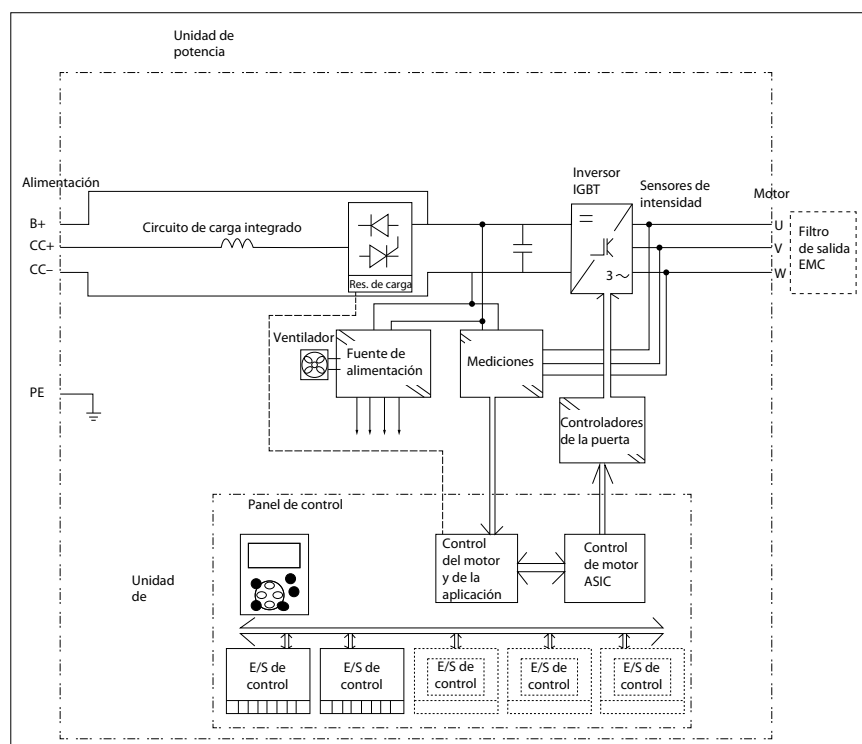 Unidad de
potencia
Alimentación
B+
CC+
CC–
Circuito de carga integrado
Res. de carga
Inversor
IGBT
=
3 ~
Sensores de
intensidad
Motor
U
V
W
Filtro
de salida
EMC
Ventilador
Fuente de
alimentación
Mediciones
PE
Controladores
de la puerta
Panel de control
Control
del motor
y de la
aplicación
Control
de motor
ASIC
Unidad
de
E/S de
control
E/S de
control
E/S de
control
E/S de
control
E/S de
control